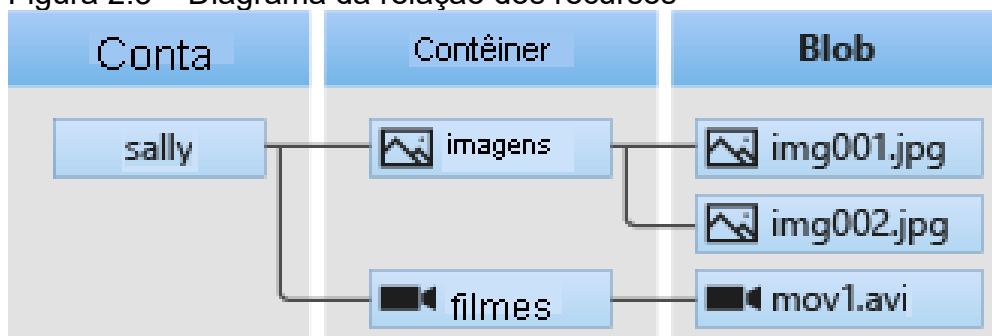 Figura 2.3 – Diagrama da relação dos recursos
Conta
Contêiner
Blob
sally
imagens
img001.jpg
img002.jpg
filmes
mov1.avi